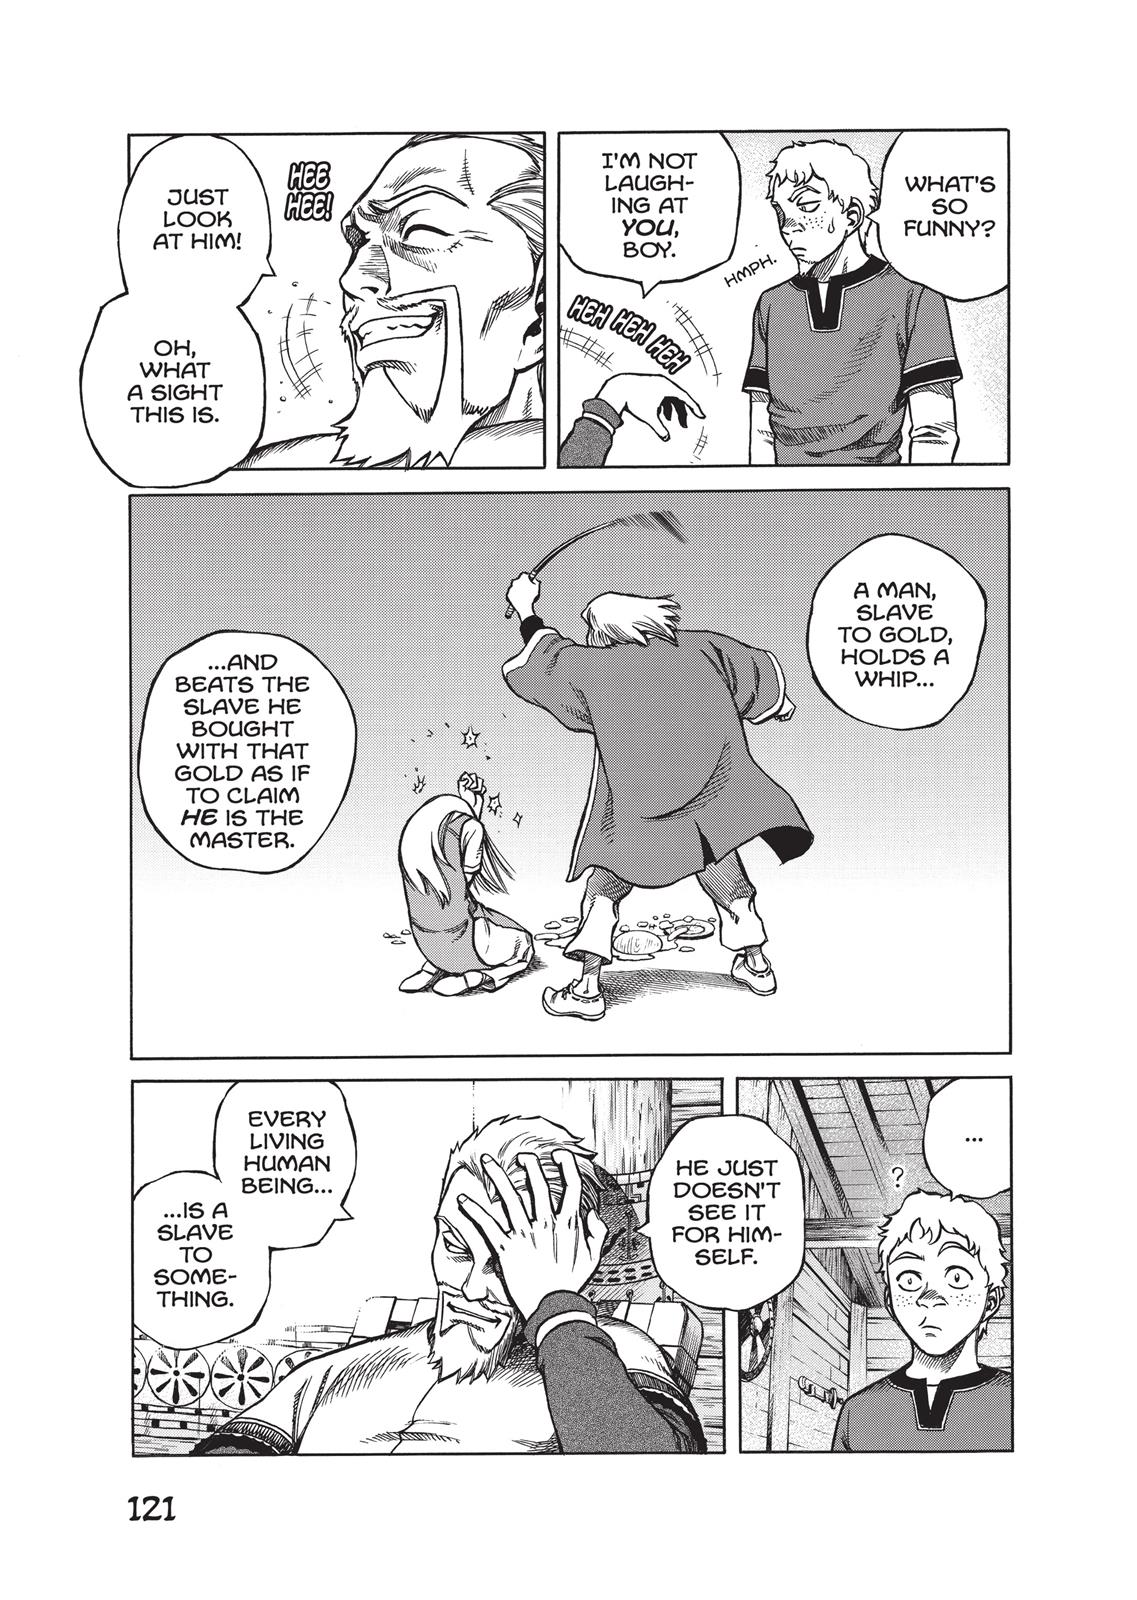 WHAT'S
SO
FUNNY?
I'M NOT
LAUGH-
ING AT
YOU,
BOY.
HMPH.
HEH HEH HEH
HEE
HEE!
JUST
LOOK
AT HIM!
OH,
WHAT
A SIGHT
THIS IS.
A MAN,
SLAVE
TO GOLD,
HOLDS A
WHIP...
...AND
BEATS THE
SLAVE HE
BOUGHT
WITH THAT
GOLD AS IF
TO CLAIM
HE IS THE
MASTER.
...
?
HE JUST
DOESN'T
SEE IT
FOR HIM-
SELF.
EVERY
LIVING
HUMAN
BEING...
...IS A
SLAVE
TO
SOME-
THING.
121